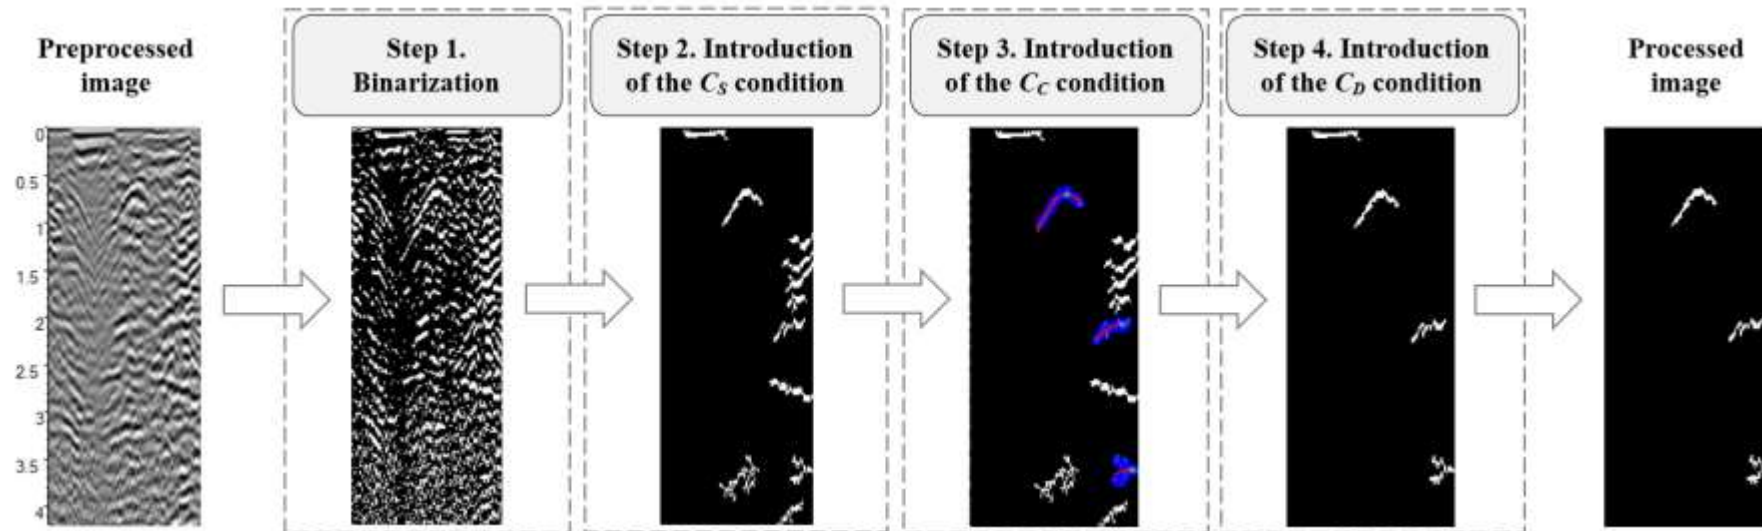 Preprocessed
image
Step 1.
Binarization
Step 2. Introduction
of the C_S condition
Step 3. Introduction
of the C_C condition
Step 4. Introduction
of the C_D condition
Processed
image
0
0.5
1
1.5
2
2.5
3
3.5
4